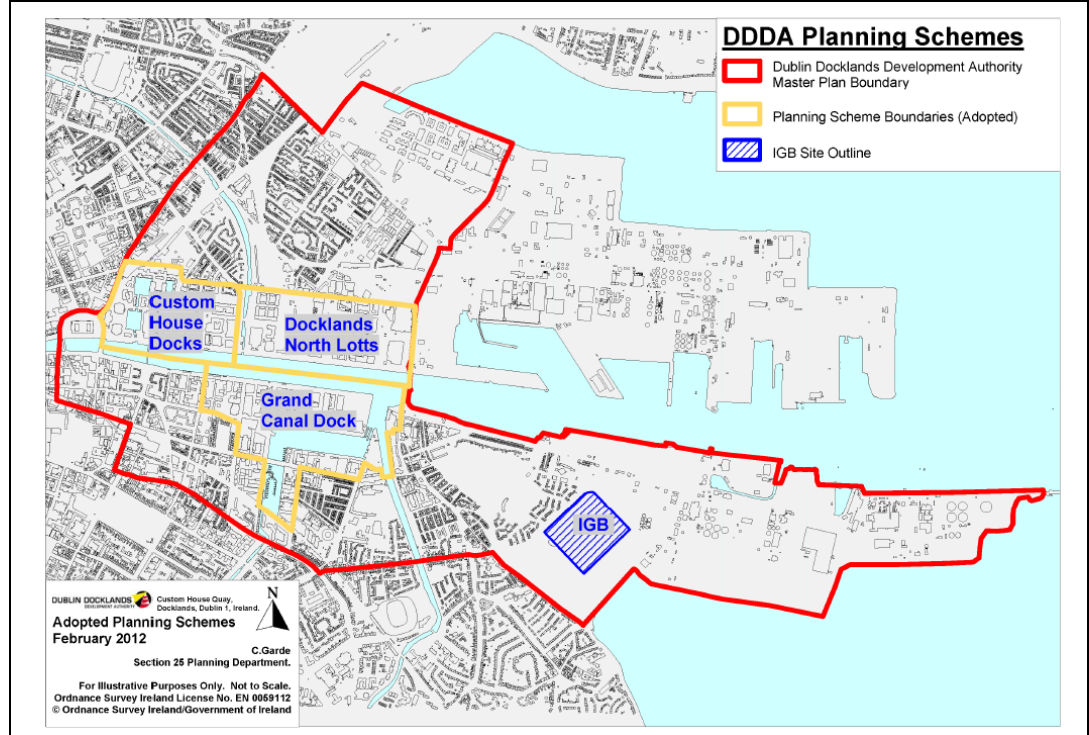 DDDA Planning Schemes
Dublin Docklands Development Authority
Master Plan Boundary
Planning Scheme Boundaries (Adopted)
IGB Site Outline
Custom
House
Docks
Docklands
North Lotts
Grand
Canal Dock
IGB
DUBLIN DOCKLANDS
DEVELOPMENT AUTHORITY
Custom House Quay,
Docklands, Dublin 1, Ireland.
N
Adopted Planning Schemes
February 2012
C.Garde
Section 25 Planning Department.
For Illustrative Purposes Only. Not to Scale.
Ordnance Survey Ireland License No. EN 0059112
© Ordnance Survey Ireland/Government of Ireland